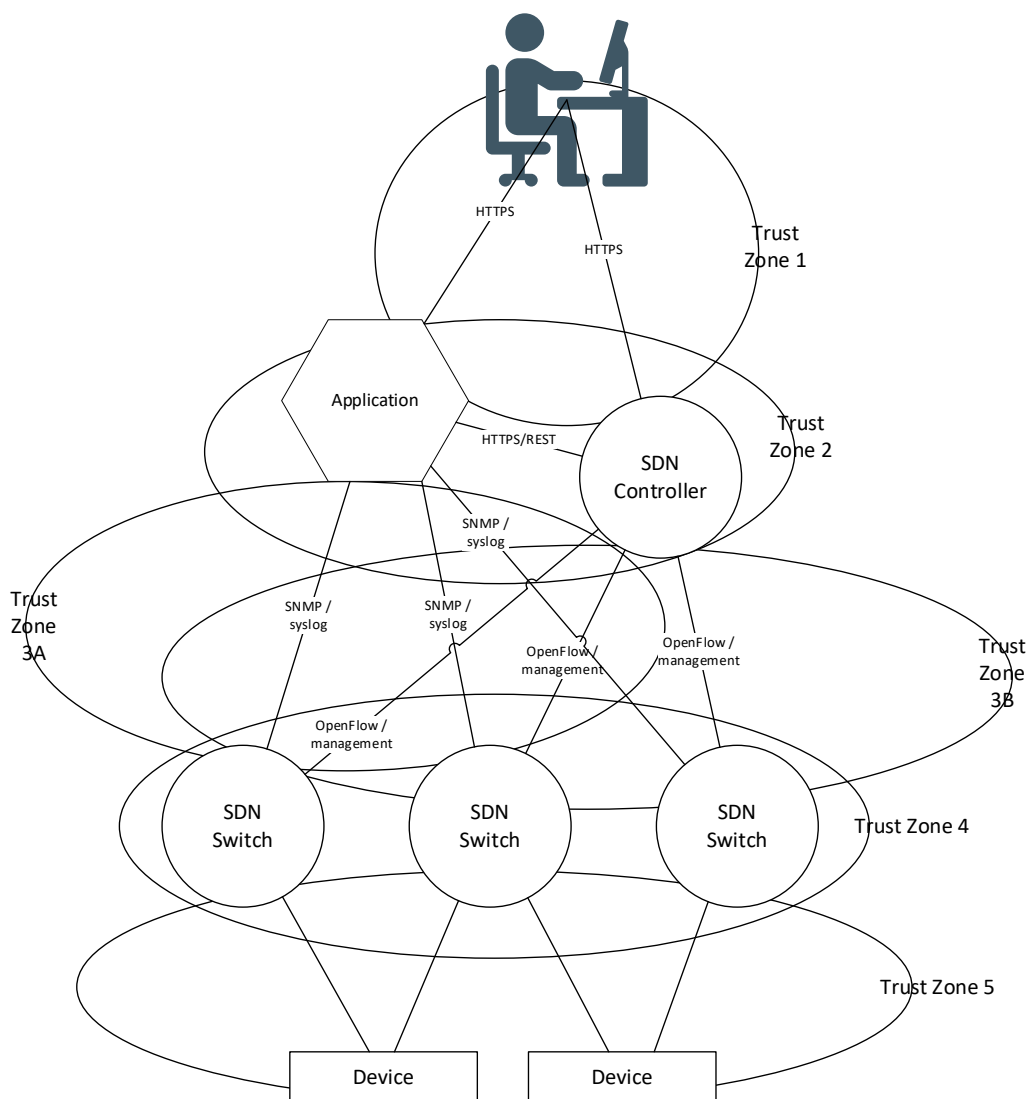 HTTPS
Trust
Zone 1
HTTPS
Application
Trust
Zone 2
HTTPS/REST
SDN
Controller
SNMP /
syslog
Trust
Zone
3A
SNMP /
syslog
SNMP /
syslog
OpenFlow /
management
OpenFlow /
management
Trust
Zone
3B
OpenFlow /
management
SDN
Switch
SDN
Switch
SDN
Switch
Trust Zone 4
Trust Zone 5
Device
Device